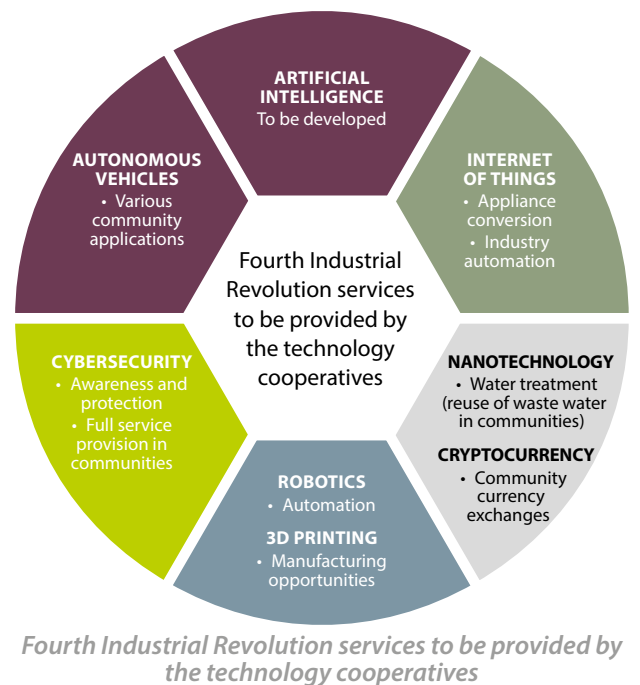 ARTIFICIAL
INTELLIGENCE
To be developed
INTERNET
OF THINGS
• Appliance
conversion
• Industry
automation
NANOTECHNOLOGY
• Water treatment
(reuse of waste water
in communities)
CRYPTOCURRENCY
• Community
currency
exchanges
ROBOTICS
• Automation
3D PRINTING
• Manufacturing
opportunities
CYBERSECURITY
• Awareness and
protection
• Full service
provision in
communities
AUTONOMOUS
VEHICLES
• Various
community
applications
Fourth Industrial
Revolution services
to be provided by
the technology
cooperatives
Fourth Industrial Revolution services to be provided by
the technology cooperatives